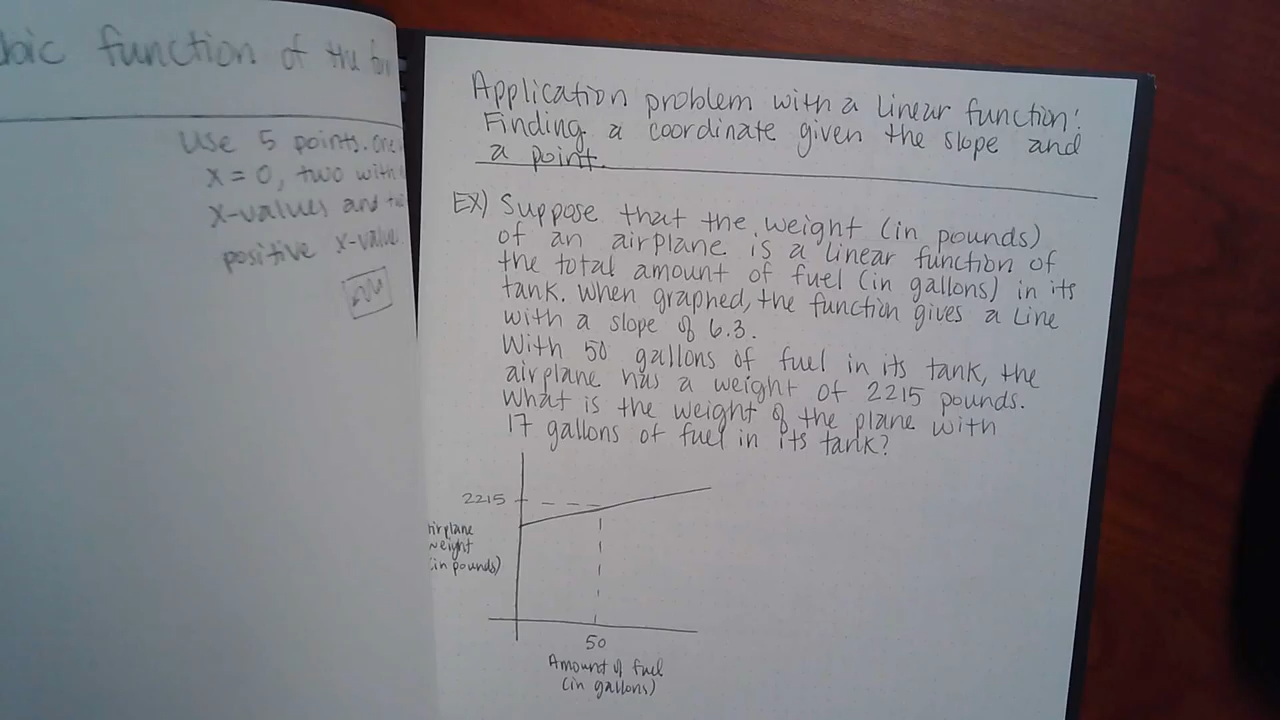 bic function of the
use 5 points. one
x = 0, two with
x-values and
positive x-value
Application problem with a linear function:
Finding a coordinate given the slope and
a point.
EX) Suppose that the weight (in pounds)
of an airplane is a linear function of
the total amount of fuel (in gallons) in its
tank. When graphed, the function gives a line
with a slope of 6.3.
With 50 gallons of fuel in its tank, the
airplane has a weight of 2215 pounds.
What is the weight of the plane with
17 gallons of fuel in its tank?
2215
irplane
weight
(in pounds)
50
Amount of fuel
(in gallons)